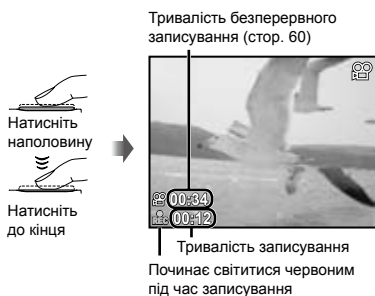 Тривалість безперервного
записування (стор. 60)
Натисніть
наполовину
Натисніть
до кінця
00:34
REC 00:12
Тривалість записування
Починає світитися червоним
під час записування